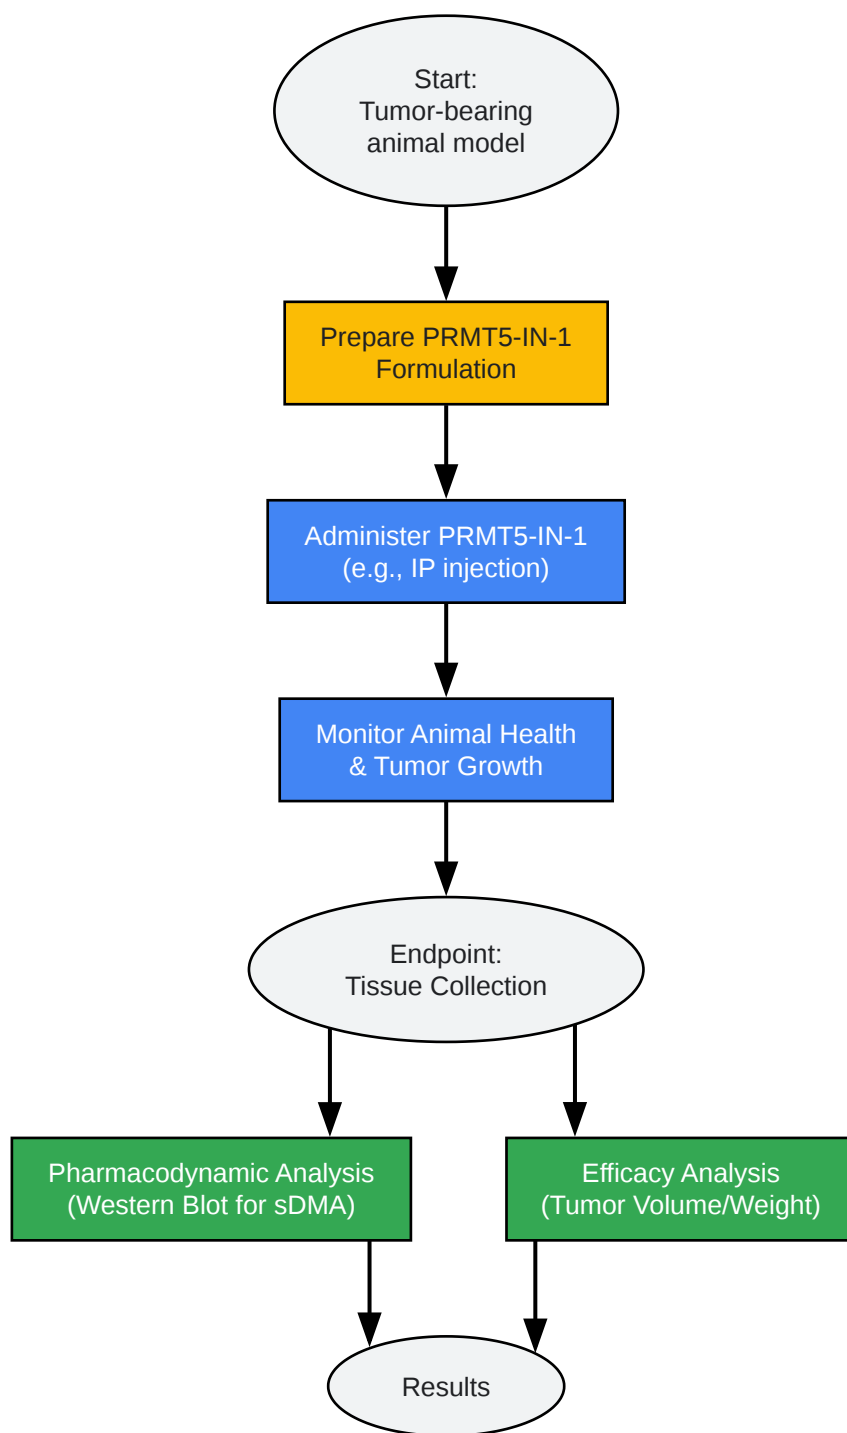 Start:
Tumor-bearing
animal model
Prepare PRMT5-IN-1
Formulation
Administer PRMT5-IN-1
(e.g., IP injection)
Monitor Animal Health
& Tumor Growth
Endpoint:
Tissue Collection
Pharmacodynamic Analysis
(Western Blot for sDMA)
Efficacy Analysis
(Tumor Volume/Weight)
Results